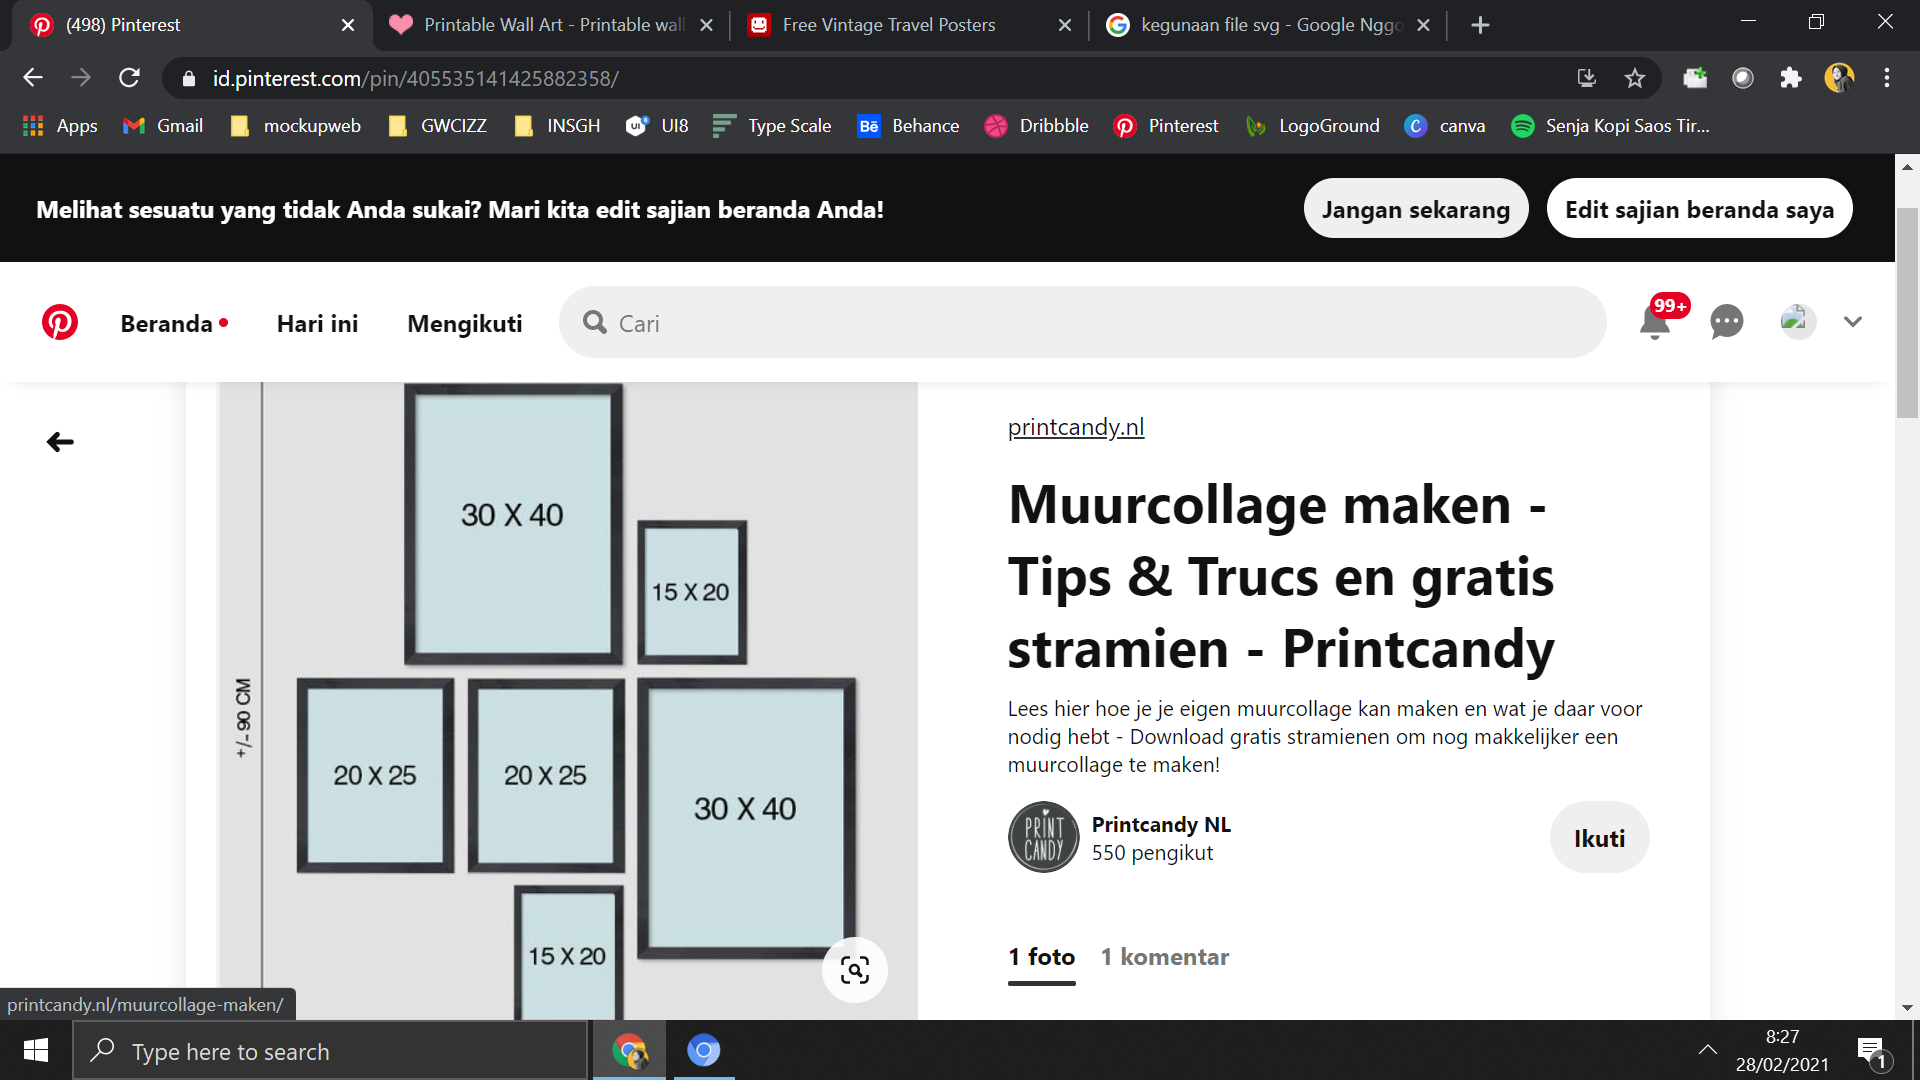 (498) Pinterest
Printable Wall Art - Printable wall
Free Vintage Travel Posters
kegunaan file svg - Google Nggo
id.pinterest.com/pin/405535141425882358/
Apps
Gmail
mockupweb
GWCIZZ
INSGH
UI8
Type Scale
Behance
Dribbble
Pinterest
LogoGround
canva
Senja Kopi Saos Tir...
Melihat sesuatu yang tidak Anda sukai? Mari kita edit sajian beranda Anda!
Jangan sekarang
Edit sajian beranda saya
Beranda
Hari ini
Mengikuti
Cari
99+
30 X 40
15 X 20
+/- 90 CM
20 X 25
20 X 25
30 X 40
15 X 20
printcandy.nl
Muurcollage maken -
Tips & Trucs en gratis
stramien - Printcandy
Lees hier hoe je je eigen muurcollage kan maken en wat je daar voor
nodig hebt - Download gratis stramienen om nog makkelijker een
muurcollage te maken!
PRINT
CANDY
Printcandy NL
550 pengikut
Ikuti
1 foto
1 komentar
printcandy.nl/muurcollage-maken/
Type here to search
8:27
28/02/2021
1